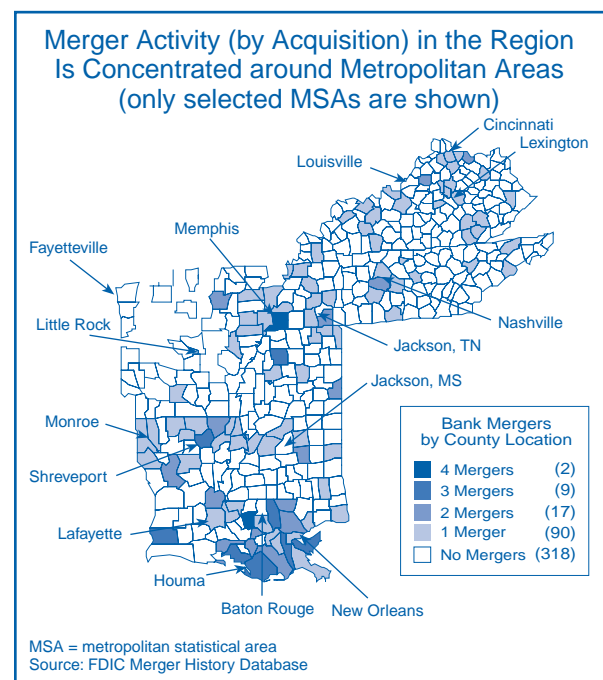 Merger Activity (by Acquisition) in the Region
Is Concentrated around Metropolitan Areas
(only selected MSAs are shown)
Cincinnati
Lexington
Louisville
Memphis
Fayetteville
Little Rock
Nashville
Jackson, TN
Jackson, MS
Monroe
Shreveport
Lafayette
Houma
Baton Rouge
New Orleans
Bank Mergers
by County Location
4 Mergers (2)
3 Mergers (9)
2 Mergers (17)
1 Merger (90)
No Mergers (318)
MSA = metropolitan statistical area
Source: FDIC Merger History Database